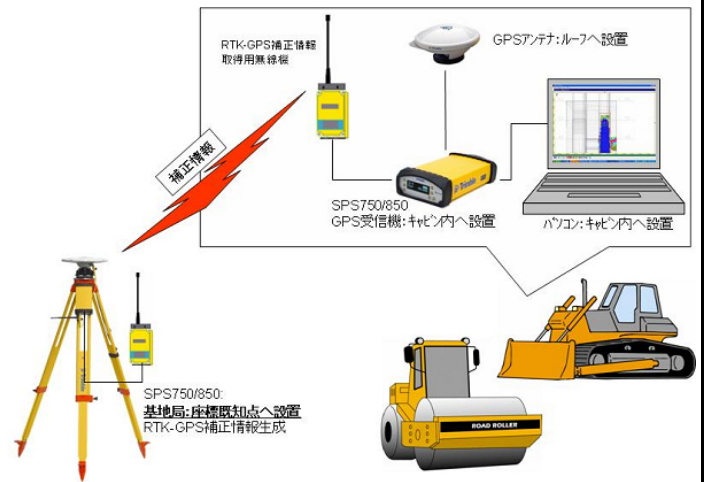 RTK-GPS補正情報
取得用無線機
GPSアンテナ:ルーフへ設置
補正情報
Trimble
SPS750/850
GPS受信機:キャビン内へ設置
パソコン:キャビン内へ設置
SPS750/850:
基地局:座標既知点へ設置
RTK-GPS補正情報生成
ROAD ROLLER